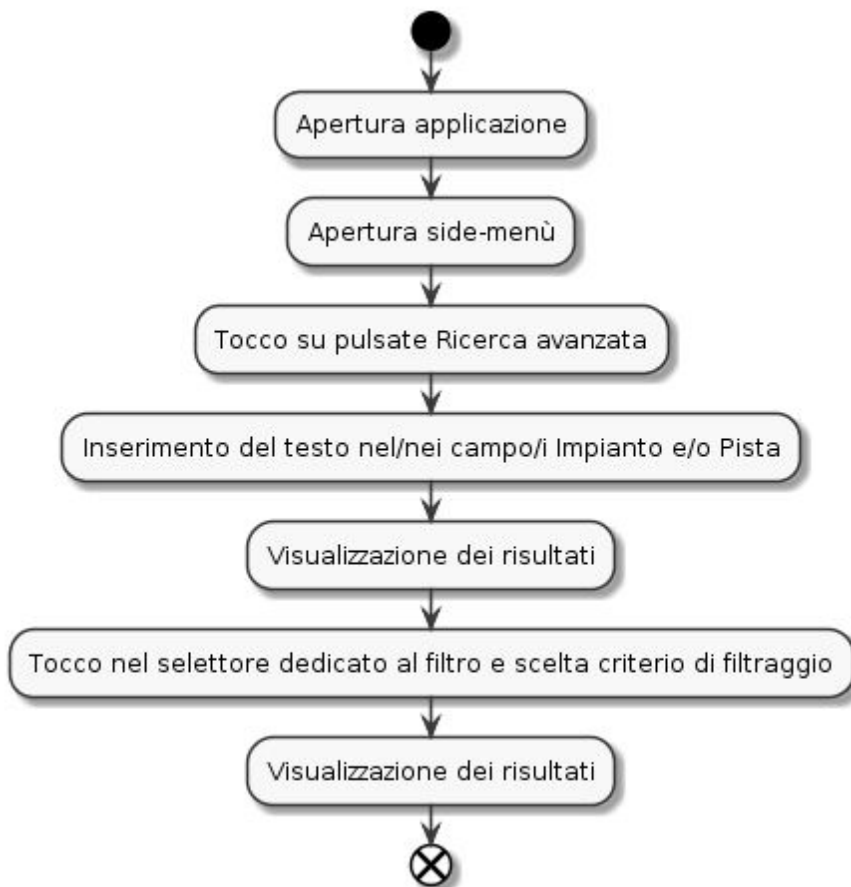 Apertura applicazione
Apertura side-menù
Tocco su pulsate Ricerca avanzata
Inserimento del testo nel/nei campo/i Impianto e/o Pista
Visualizzazione dei risultati
Tocco nel selettore dedicato al filtro e scelta criterio di filtraggio
Visualizzazione dei risultati